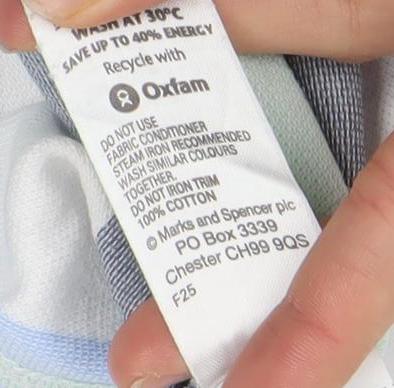 WASH AT 30°C
SAVE UP TO 40% ENERGY
Recycle with
Oxfam
DO NOT USE
FABRIC CONDITIONER
STEAM IRON RECOMMENDED
WASH SIMILAR COLOURS
TOGETHER.
DO NOT IRON TRIM
100% COTTON
© Marks and Spencer plc
PO Box 3339
Chester CH99 9QS
F25